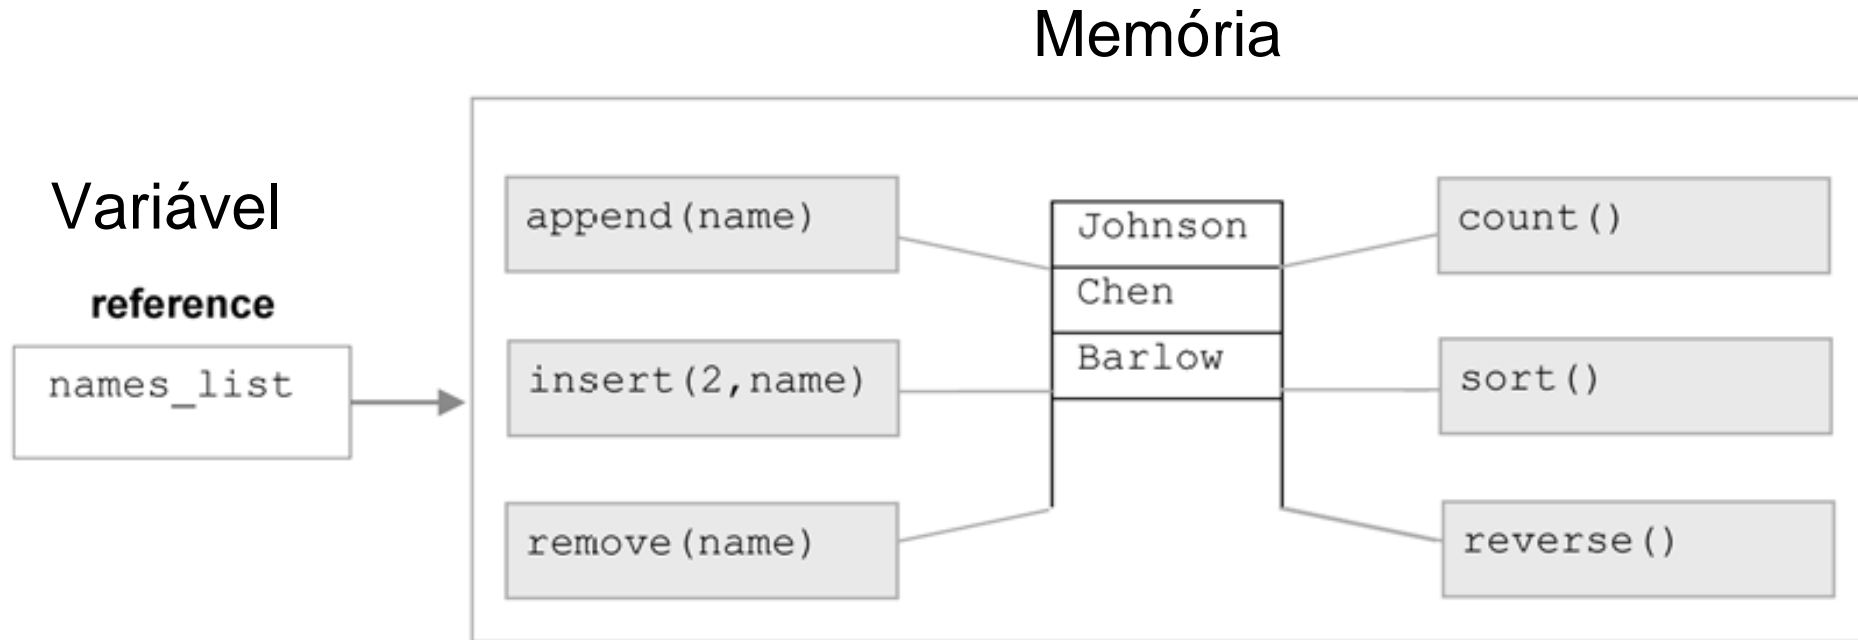 Memória
Variável
reference
names_list
append(name)
insert(2,name)
remove(name)
Johnson
Chen
Barlow
count()
sort()
reverse()